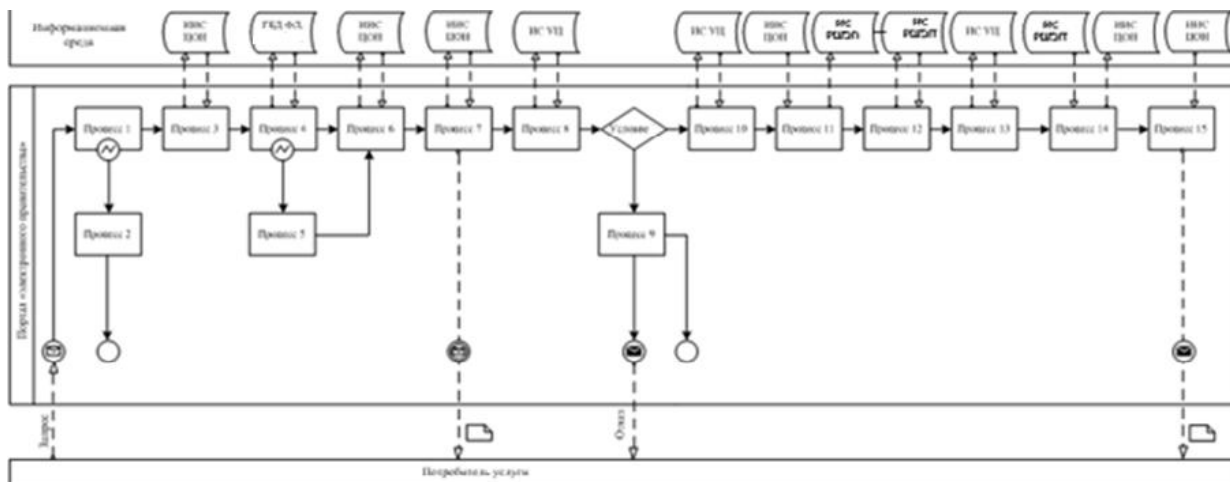 Информационная
среда
ИИС
ЦОН
ГБД ФЛ
ИИС
ЦОН
ИИС
ЦОН
ИС УЦ
ИС УЦ
ИИС
ЦОН
ИС УЦ
ИИС
ЦОН
ИИС
ЦОН
Портал «электронного правительства»
Процесс 1
Процесс 3
Процесс 4
Процесс 6
Процесс 7
Процесс 8
Условие
Процесс 10
Процесс 11
Процесс 12
Процесс 13
Процесс 14
Процесс 15
Процесс 2
Процесс 5
Процесс 9
Запрос
Отказ
Потребитель услуги